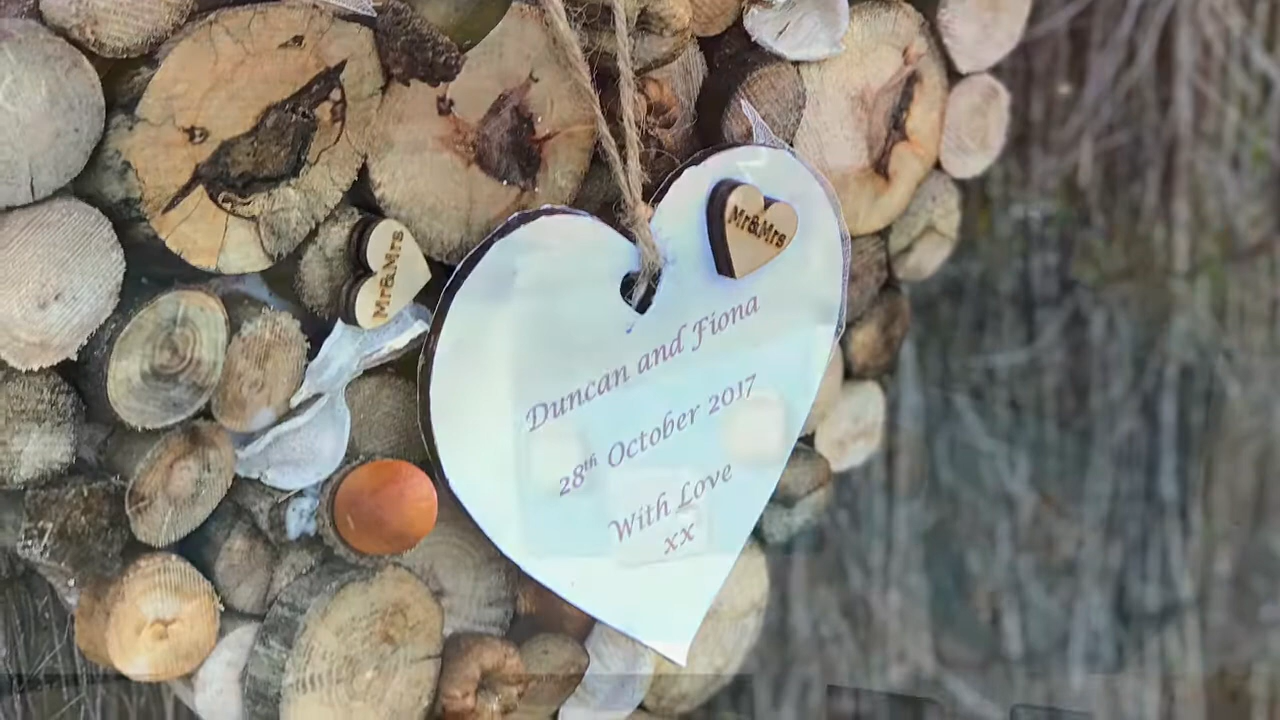 Mr&Mrs
Mr&Mrs
Duncan and Fiona
28th October 2017
With Love
xx